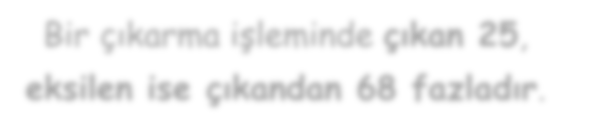 Bir çıkarma işleminde çıkan 25,
eksilen ise çıkandan 68 fazladır.